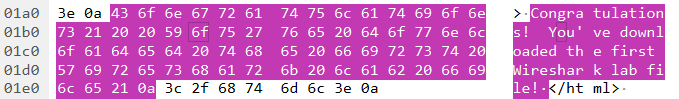 01a0 3e 0a 43 6f 6e 67 72 61 74 75 6c 61 74 69 6f 6e >·Congra tulation
01b0 73 21 20 20 59 6f 75 27 76 65 20 64 6f 77 6e 6c s!  You' ve downl
01c0 6f 61 64 65 64 20 74 68 65 20 66 69 72 73 74 20 oaded th e first
01d0 57 69 72 65 73 68 61 72 6b 20 6c 61 62 20 66 69 Wireshar k lab fi
01e0 6c 65 21 0a 3c 2f 68 74 6d 6c 3e 0a le!·</ht ml>·